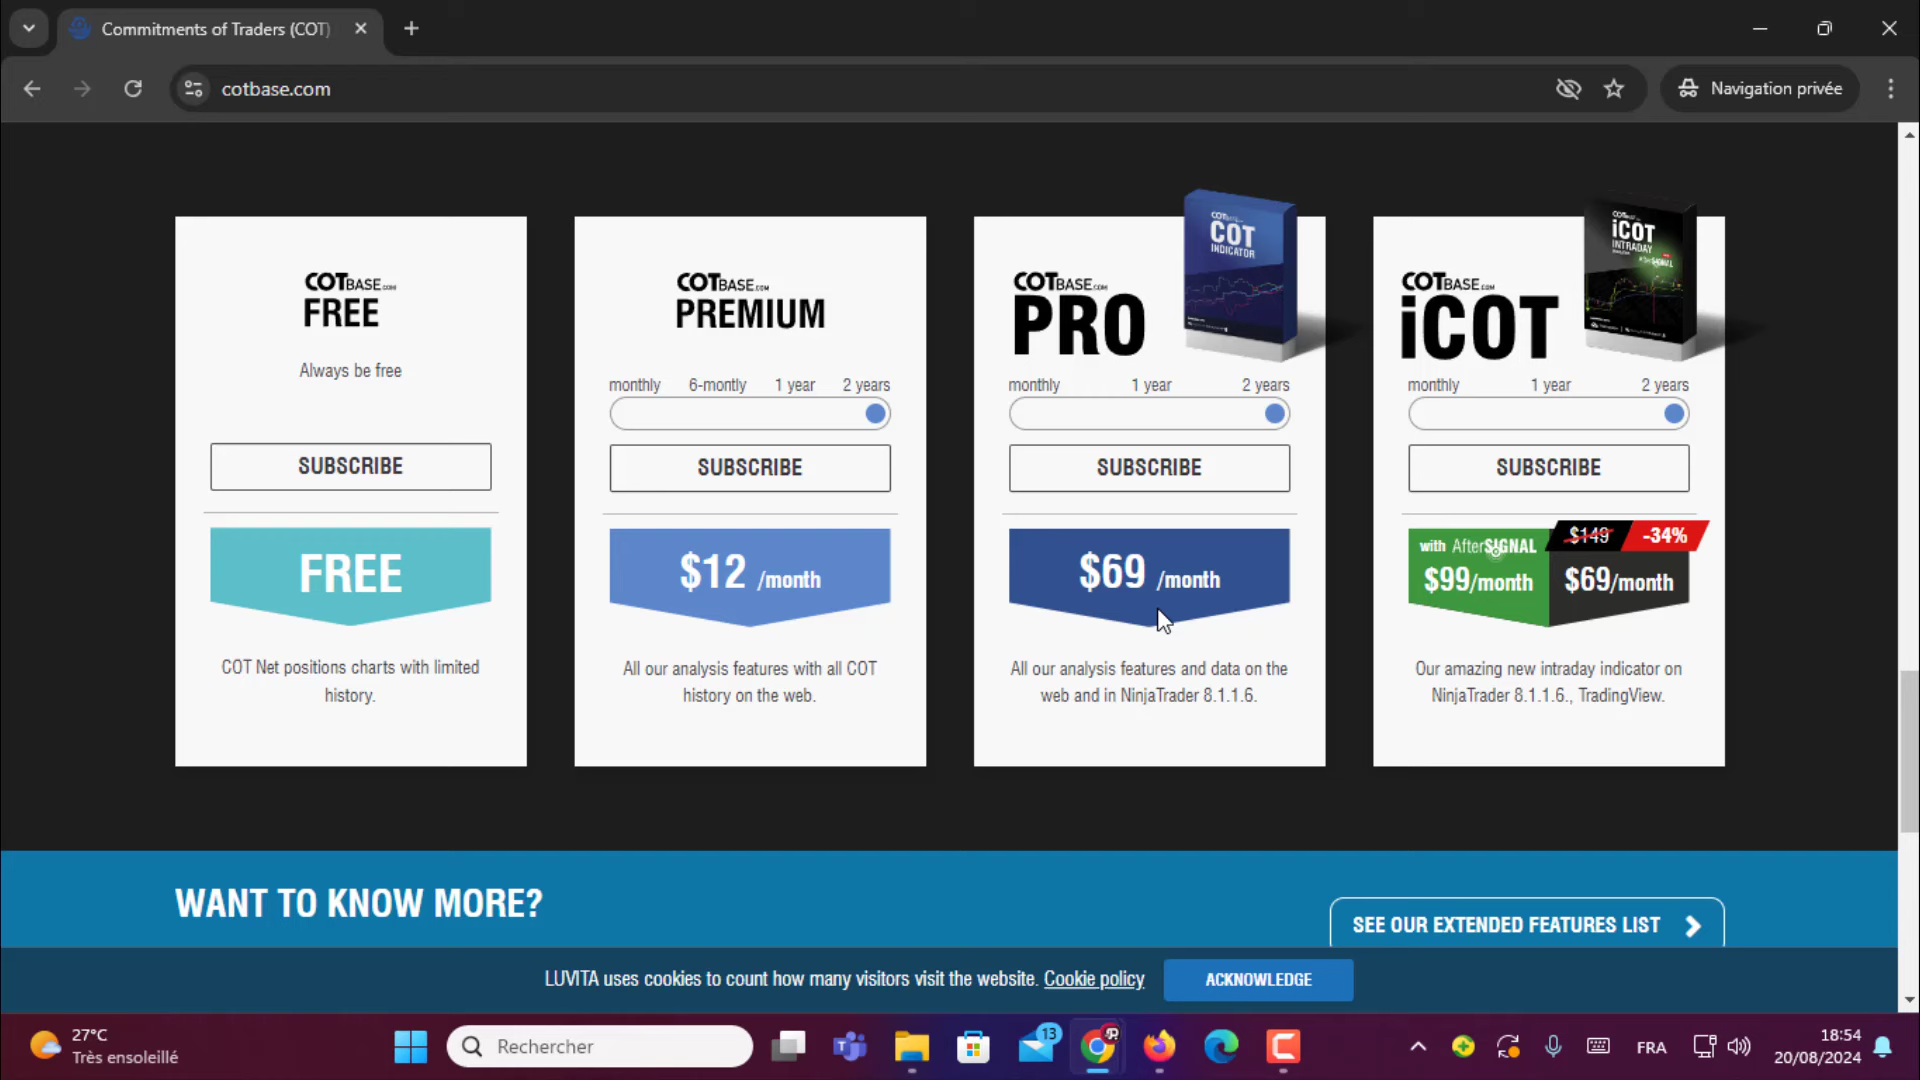 Commitments of Traders (COT)
cotbase.com
Navigation privée
COTBASE.COM
FREE
Always be free
SUBSCRIBE
FREE
COT Net positions charts with limited
history.
COTBASE.COM
PREMIUM
monthly 6-monthly 1 year 2 years
SUBSCRIBE
$12 /month
All our analysis features with all COT
history on the web.
COTBASE.COM
PRO
COT
INDICATOR
monthly 1 year 2 years
SUBSCRIBE
$69 /month
All our analysis features and data on the
web and in NinjaTrader 8.1.1.6.
COTBASE.COM
iCOT
iCOT
INTRADAY
monthly 1 year 2 years
SUBSCRIBE
$149 -34%
with AfterSIGNAL
$99/month $69/month
Our amazing new intraday indicator on
NinjaTrader 8.1.1.6., TradingView.
WANT TO KNOW MORE?
SEE OUR EXTENDED FEATURES LIST
LUVITA uses cookies to count how many visitors visit the website. Cookie policy
ACKNOWLEDGE
27°C
Très ensoleillé
Rechercher
13
FRA
18:54
20/08/2024